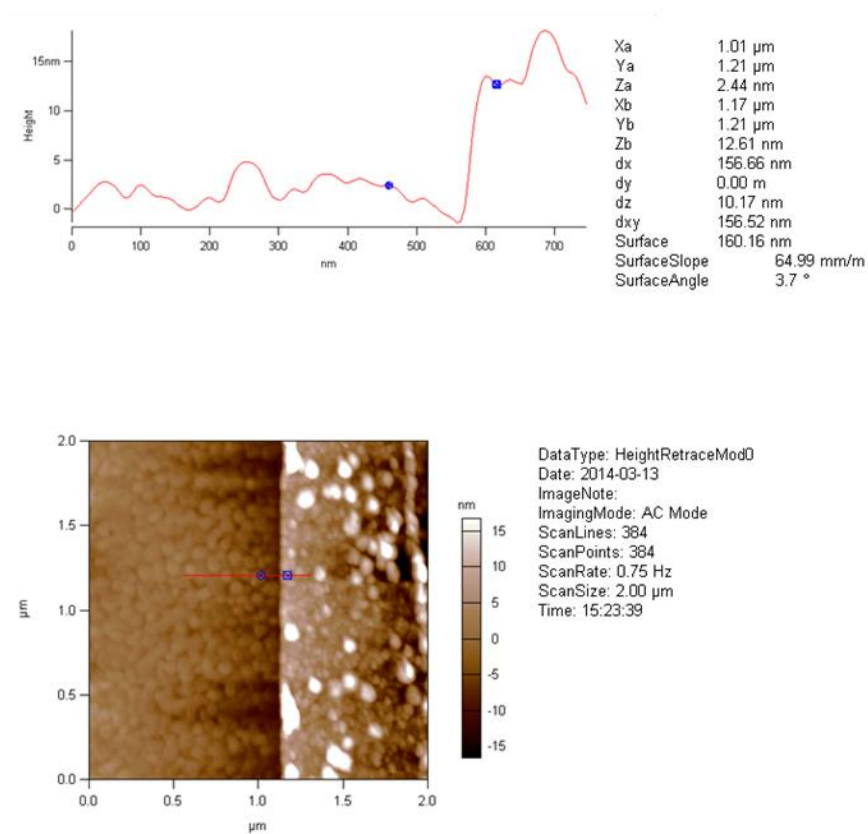 15nm
10
5
0
Height
0 100 200 300 400 500 600 700
nm
Xa 1.01 µm
Ya 1.21 µm
Za 2.44 nm
Xb 1.17 µm
Yb 1.21 µm
Zb 12.61 nm
dx 156.66 nm
dy 0.00 m
dz 10.17 nm
dxy 156.52 nm
Surface 160.16 nm
SurfaceSlope 64.99 mm/m
SurfaceAngle 3.7 °
2.0
1.5
1.0
0.5
0.0
µm
0.0 0.5 1.0 1.5 2.0
µm
nm
15
10
5
0
-5
-10
-15
DataType: HeightRetraceMod0
Date: 2014-03-13
ImageNote:
ImagingMode: AC Mode
ScanLines: 384
ScanPoints: 384
ScanRate: 0.75 Hz
ScanSize: 2.00 µm
Time: 15:23:39